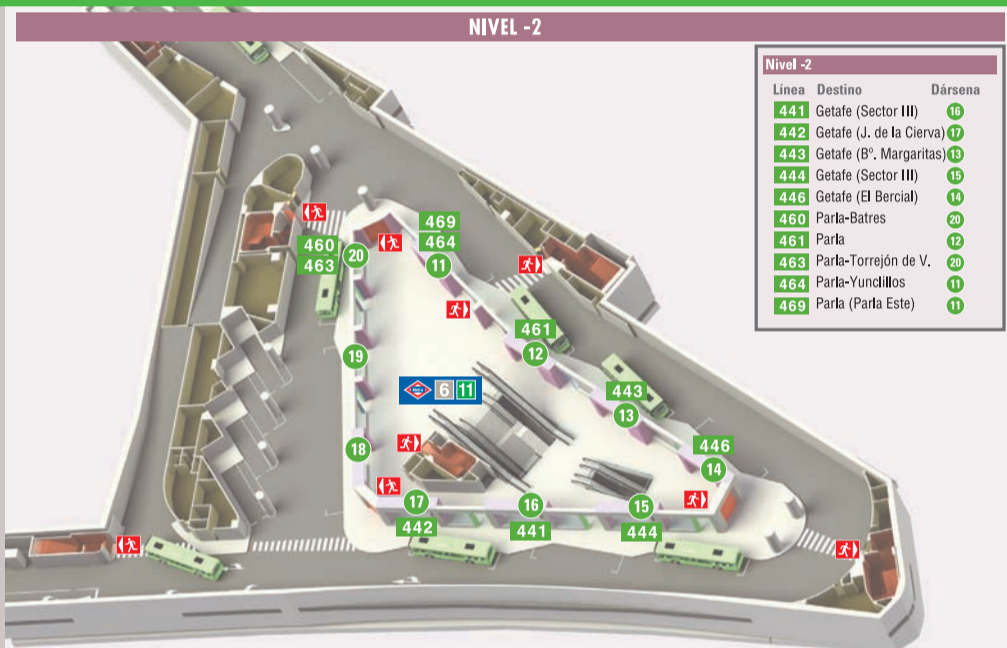 NIVEL -2
Nivel -2
Línea Destino Dársena
441 Getafe (Sector III) 16
442 Getafe (J. de la Cierva) 17
443 Getafe (Bº. Margaritas) 13
444 Getafe (Sector III) 15
446 Getafe (El Bercial) 14
460 Parla-Batres 20
461 Parla 12
463 Parla-Torrejón de V. 20
464 Parla-Yunclillos 11
469 Parla (Parla Este) 11
469
464
11
460
463
20
461
12
19
443
13
Metro 6 11
446
14
18
17
442
16
441
15
444